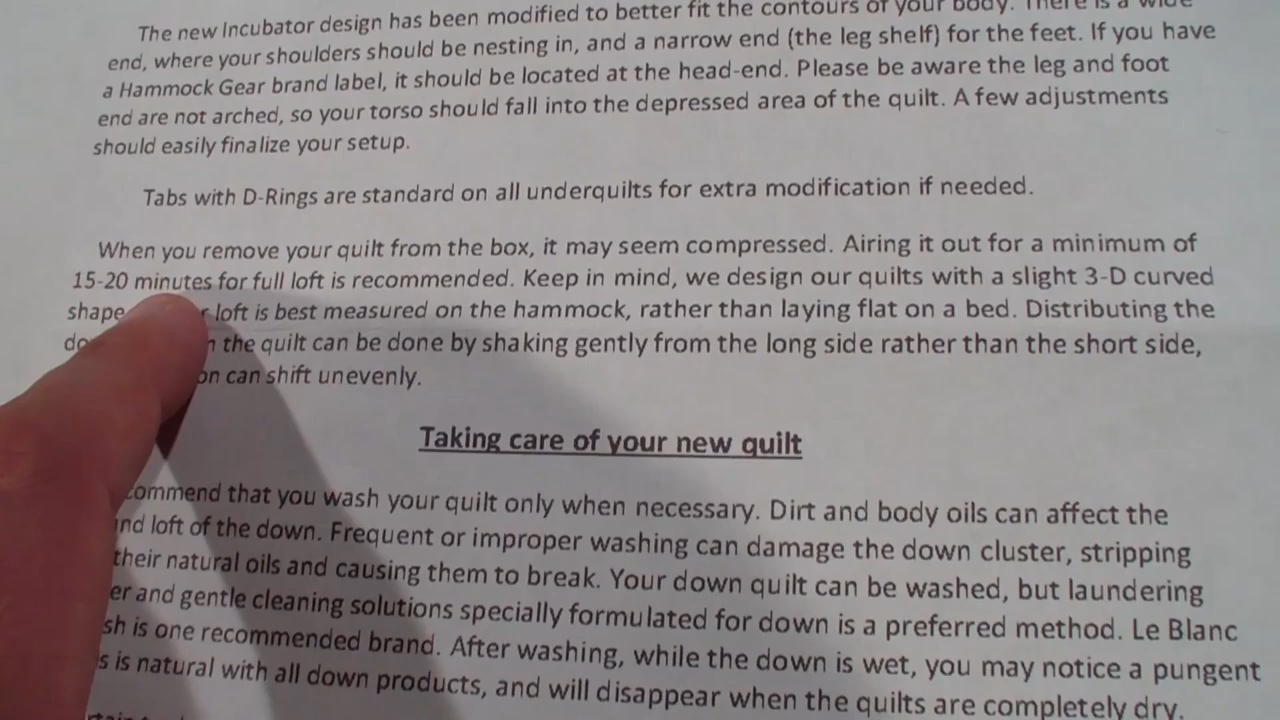 The new Incubator design has been modified to better fit the contours of your body. There is a wide
end, where your shoulders should be nesting in, and a narrow end (the leg shelf) for the feet. If you have
a Hammock Gear brand label, it should be located at the head-end. Please be aware the leg and foot
end are not arched, so your torso should fall into the depressed area of the quilt. A few adjustments
should easily finalize your setup.
Tabs with D-Rings are standard on all underquilts for extra modification if needed.
When you remove your quilt from the box, it may seem compressed. Airing it out for a minimum of
15-20 minutes for full loft is recommended. Keep in mind, we design our quilts with a slight 3-D curved
shape loft is best measured on the hammock, rather than laying flat on a bed. Distributing the
the quilt can be done by shaking gently from the long side rather than the short side,
can shift unevenly.
Taking care of your new quilt
that you wash your quilt only when necessary. Dirt and body oils can affect the
loft of the down. Frequent or improper washing can damage the down cluster, stripping
their natural oils and causing them to break. Your down quilt can be washed, but laundering
and gentle cleaning solutions specially formulated for down is a preferred method. Le Blanc
is one recommended brand. After washing, while the down is wet, you may notice a pungent
is natural with all down products, and will disappear when the quilts are completely dry.